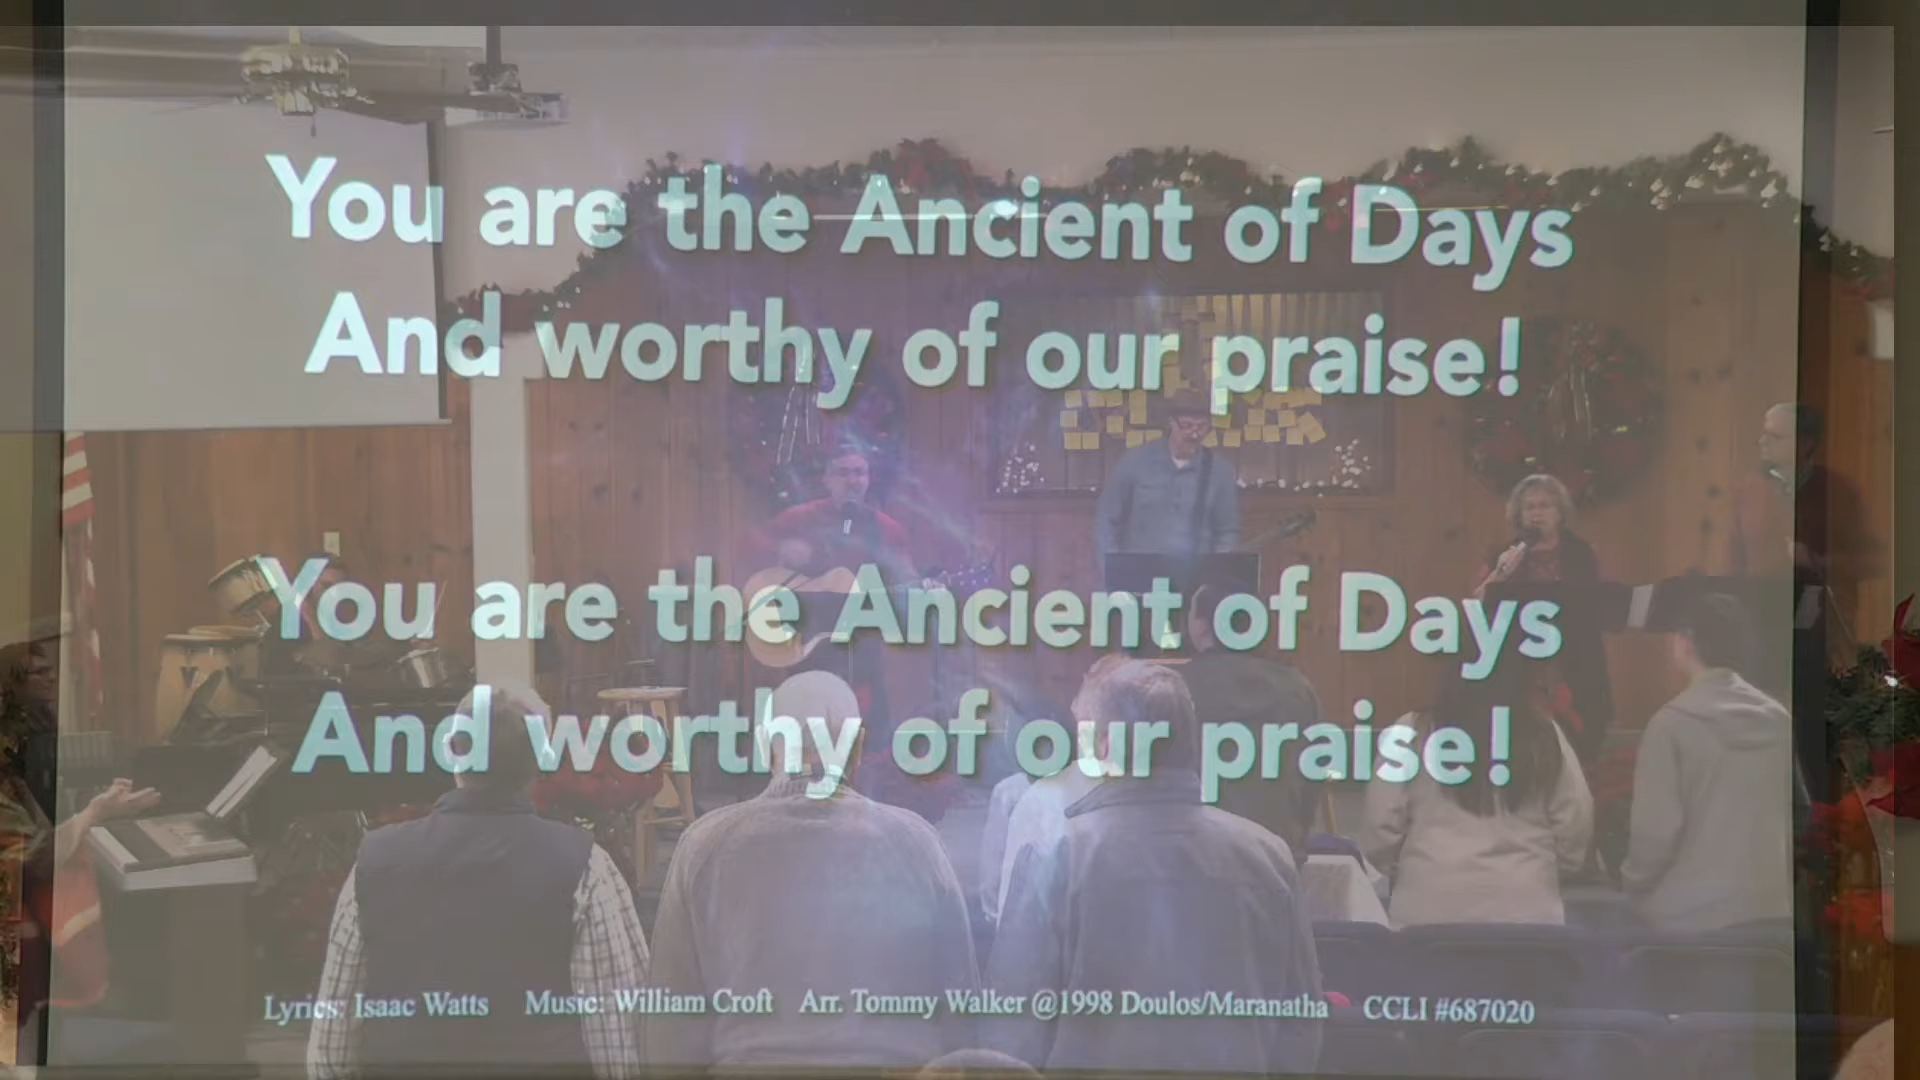 You are the Ancient of Days
And worthy of our praise!
You are the Ancient of Days
And worthy of our praise!
Lyrics: Isaac Watts Music: William Croft Arr. Tommy Walker @1998 Doulos/Maranatha CCLI #687020